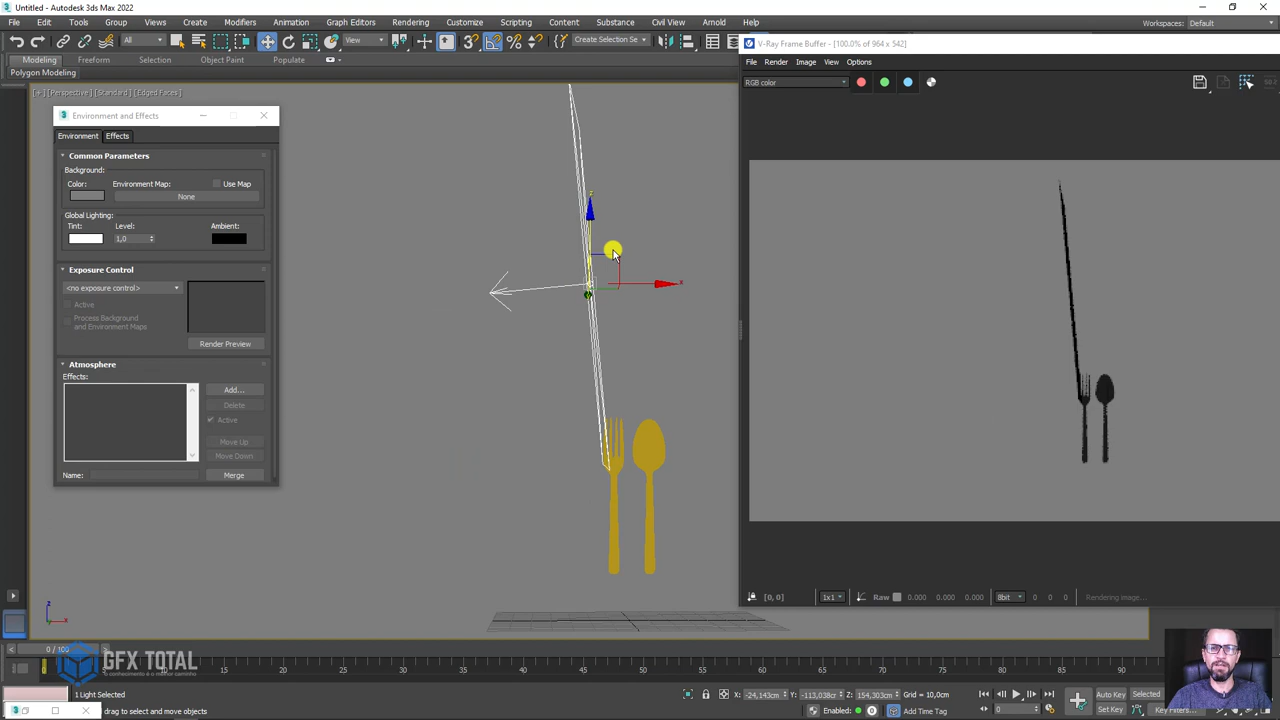 Untitled - Autodesk 3ds Max 2022
File Edit Tools Group Views Create Modifiers Animation Graph Editors Rendering Customize Scripting Content Substance Civil View Arnold Help
Workspaces: Default
All
View
Create Selection Se
Modeling Freeform Selection Object Paint Populate
Polygon Modeling
V-Ray Frame Buffer - [100.0% of 964 x 542]
File Render Image View Options
RGB color
[+] [Perspective] [Standard] [Edged Faces]
Environment and Effects
Environment Effects
Common Parameters
Background:
Color: Environment Map: Use Map
None
Global Lighting:
Tint: Level: Ambient:
1,0
Exposure Control
<no exposure control>
Active
Process Background
and Environment Maps
Render Preview
Atmosphere
Effects:
Add...
Delete
Active
Move Up
Move Down
Name: Merge
z
x
[0, 0] 1x1 Raw 0.000 0.000 0.000 8bit 0 0 0 Rendering image...
z
x
y
0 / 100
GFX TOTAL
o conhecimento é o melhor caminho
0 15 20 25 30 35 40 45 50 55 60 65 70 75 80 85 90
1 Light Selected
drag to select and move objects
X: -24,143cm Y: -113,038cm Z: 154,303cm Grid = 10,0cm
Enabled: Add Time Tag
Auto Key Selected
Set Key Key Filters...
0